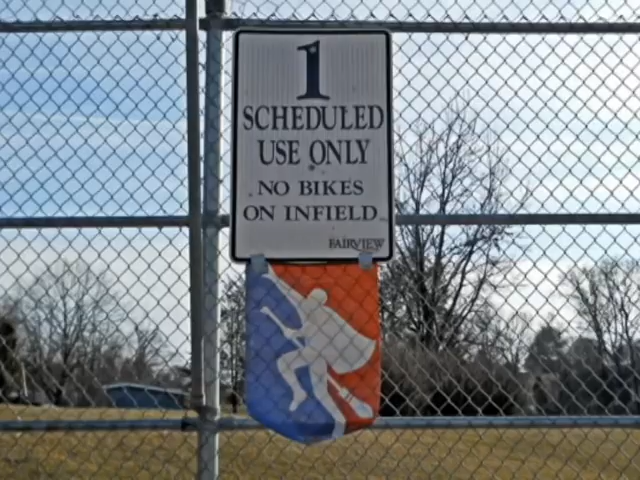 1
SCHEDULED
USE ONLY
NO BIKES
ON INFIELD
FAIRVIEW